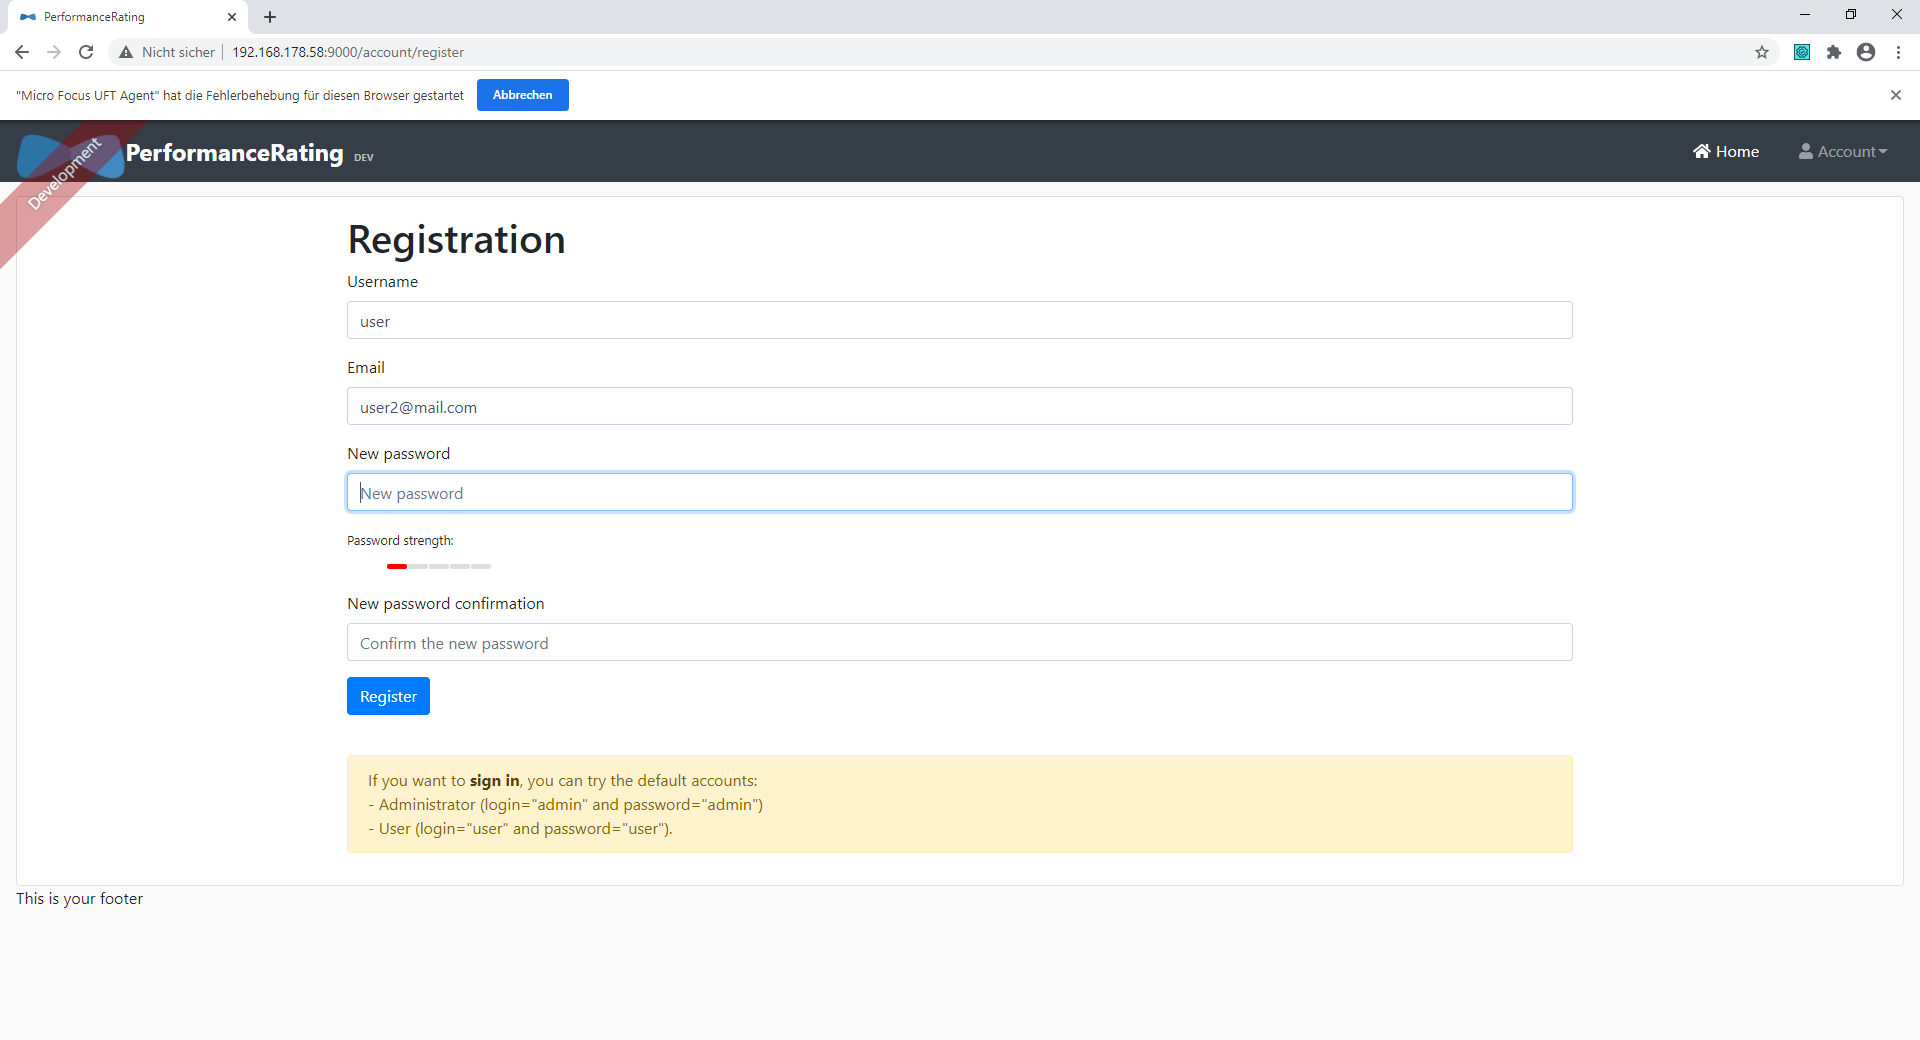 PerformanceRating
Nicht sicher
192.168.178.58:9000/account/register
"Micro Focus UFT Agent" hat die Fehlerbehebung für diesen Browser gestartet
Abbrechen
Development
PerformanceRating DEV
Home
Account
Registration
Username
user
Email
user2@mail.com
New password
New password
Password strength:
New password confirmation
Confirm the new password
Register
If you want to sign in, you can try the default accounts:
- Administrator (login="admin" and password="admin")
- User (login="user" and password="user").
This is your footer